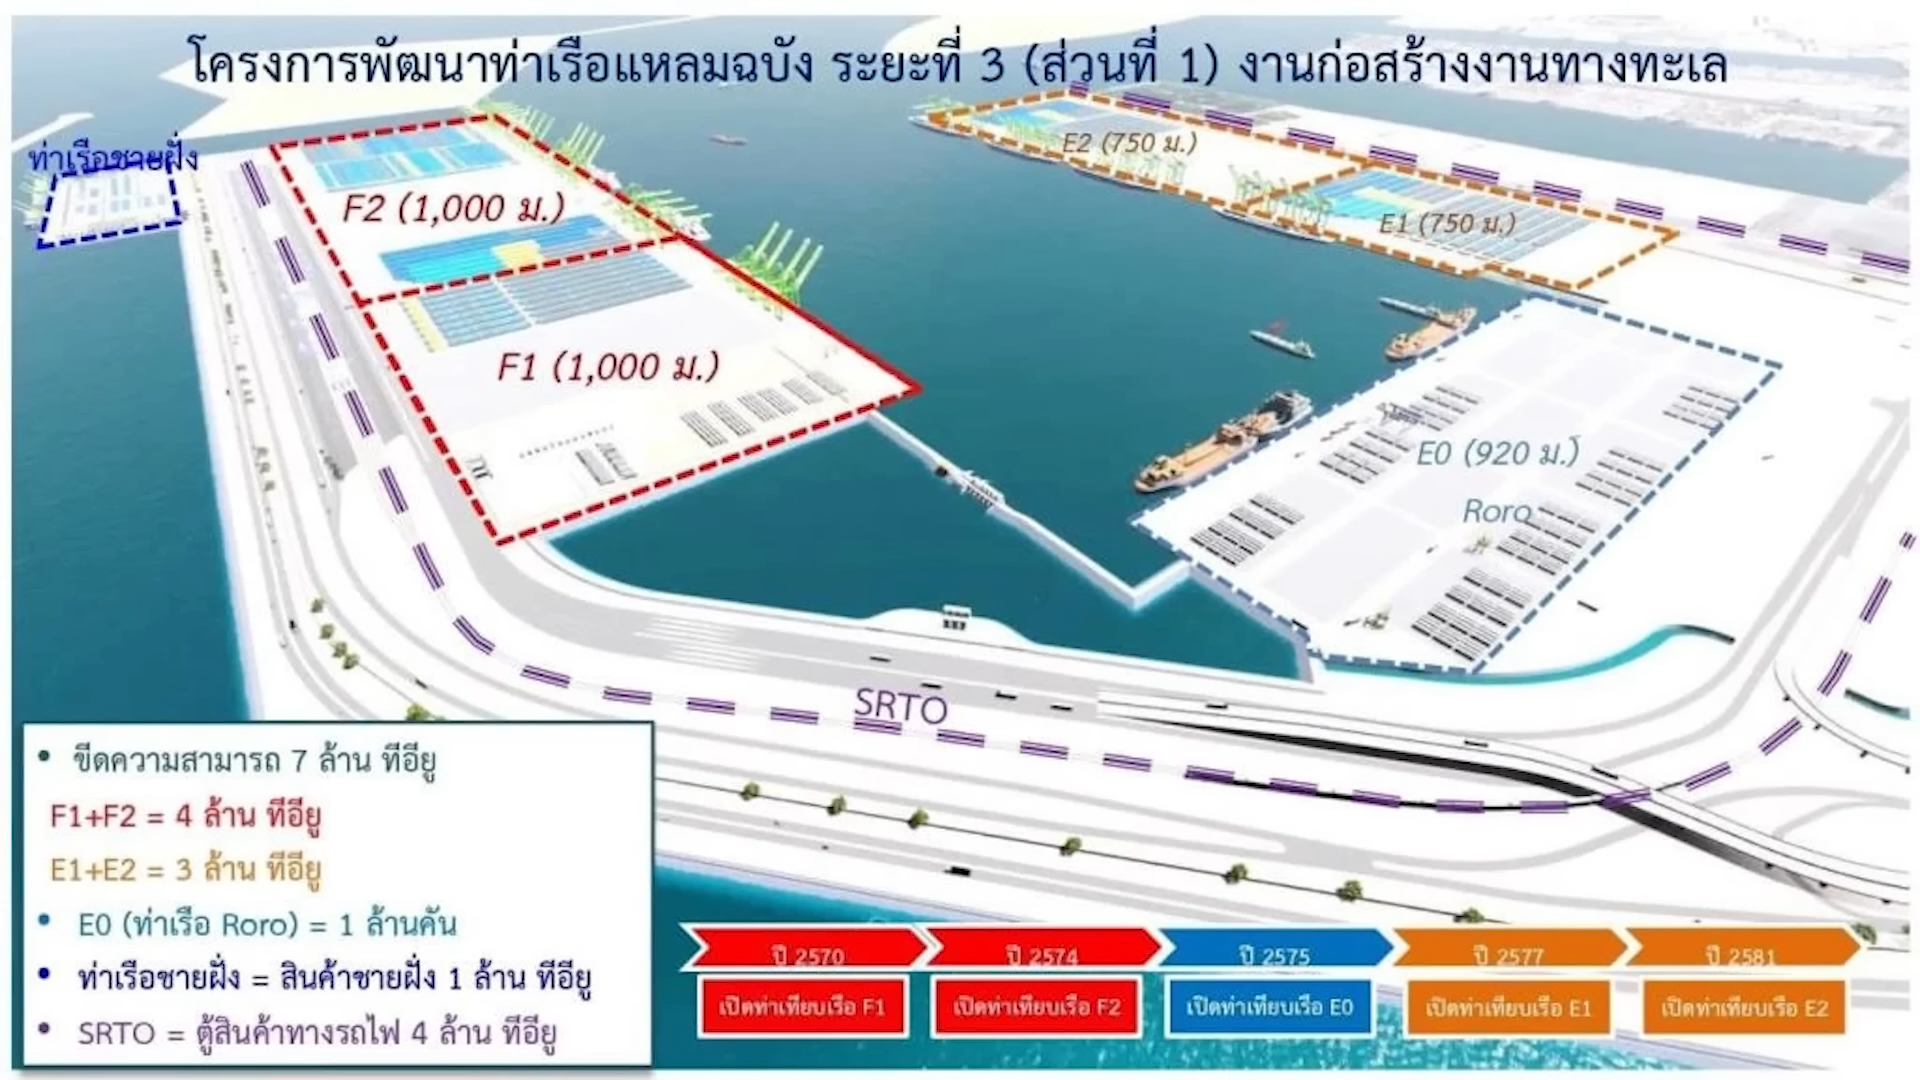 โครงการพัฒนาท่าเรือแหลมฉบัง ระยะที่ 3 (ส่วนที่ 1) งานก่อสร้างงานทางทะเล
ท่าเรือชายฝั่ง
E2 (750 ม.)
F2 (1,000 ม.)
E1 (750 ม.)
F1 (1,000 ม.)
E0 (920 ม.)
Roro
SRTO
• ขีดความสามารถ 7 ล้าน ทีอียู
F1+F2 = 4 ล้าน ทีอียู
E1+E2 = 3 ล้าน ทีอียู
• E0 (ท่าเรือ Roro) = 1 ล้านคัน
• ท่าเรือชายฝั่ง = สินค้าชายฝั่ง 1 ล้าน ทีอียู
• SRTO = ตู้สินค้าทางรถไฟ 4 ล้าน ทีอียู
ปี 2570
ปี 2574
ปี 2575
ปี 2577
ปี 2581
เปิดท่าเทียบเรือ F1
เปิดท่าเทียบเรือ F2
เปิดท่าเทียบเรือ E0
เปิดท่าเทียบเรือ E1
เปิดท่าเทียบเรือ E2